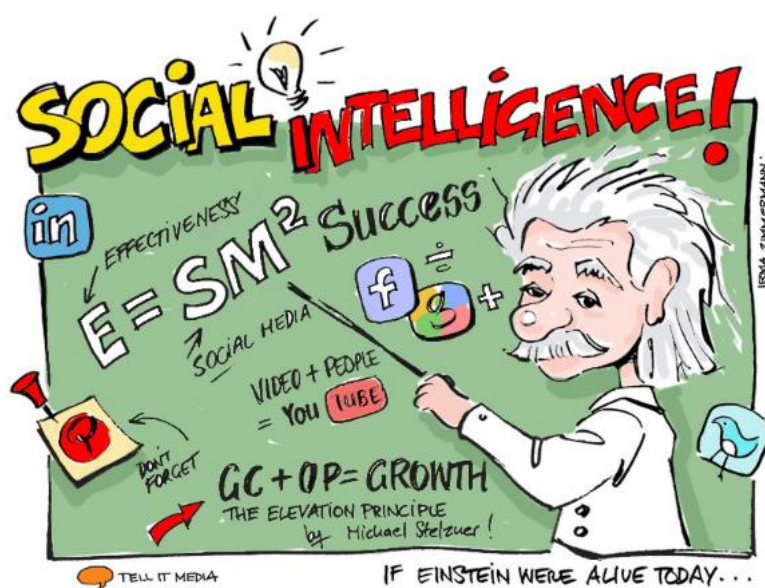 SOCIAL INTELLIGENCE!
in
EFFECTIVENESS
E = SM² Success
SOCIAL MEDIA
f ÷
g +
VIDEO + PEOPLE
= YOU TUBE
DON'T
FORGET
GC + OP = GROWTH
THE ELEVATION PRINCIPLE
by Michael Stelzner!
TELL IT MEDIA
IF EINSTEIN WERE ALIVE TODAY...